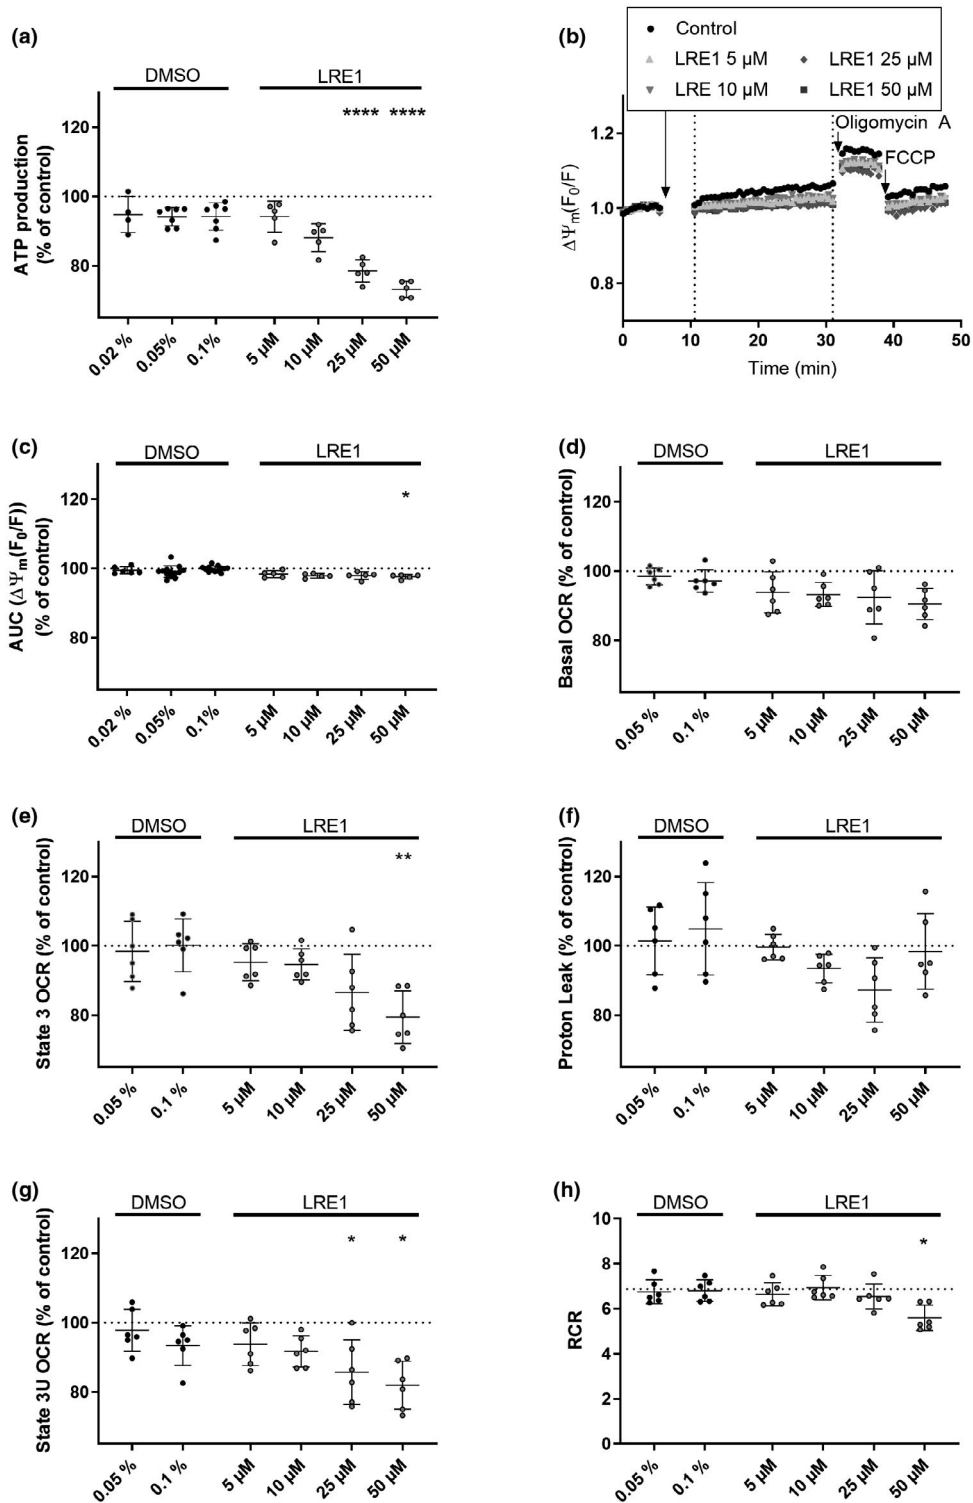 (a)
DMSO
LRE1
**** ****
ATP production
(% of control)
120
100
80
0.02 %
0.05%
0.1%
5 µM
10 µM
25 µM
50 µM
(b)
Control
LRE1 5 µM
LRE1 25 µM
LRE 10 µM
LRE1 50 µM
Oligomycin A
FCCP
ΔΨm(F0/F)
1.2
1.0
0.8
0
10
20
30
40
50
Time (min)
(c)
DMSO
LRE1
*
AUC (ΔΨm(F0/F))
(% of control)
120
100
80
0.02 %
0.05%
0.1%
5 µM
10 µM
25 µM
50 µM
(d)
DMSO
LRE1
Basal OCR (% of control)
120
100
80
0.05 %
0.1 %
5 µM
10 µM
25 µM
50 µM
(e)
DMSO
LRE1
**
State 3 OCR (% of control)
120
100
80
0.05 %
0.1 %
5 µM
10 µM
25 µM
50 µM
(f)
DMSO
LRE1
Proton Leak (% of control)
120
100
80
0.05 %
0.1 %
5 µM
10 µM
25 µM
50 µM
(g)
DMSO
LRE1
* *
State 3U OCR (% of control)
120
100
80
0.05 %
0.1 %
5 µM
10 µM
25 µM
50 µM
(h)
DMSO
LRE1
*
RCR
10
8
6
4
2
0
0.05 %
0.1 %
5 µM
10 µM
25 µM
50 µM